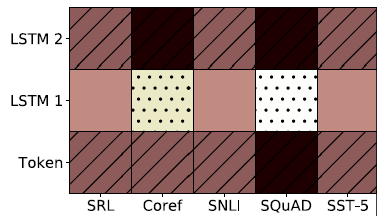 LSTM 2
LSTM 1
Token
SRL Coref SNLI SQuAD SST-5